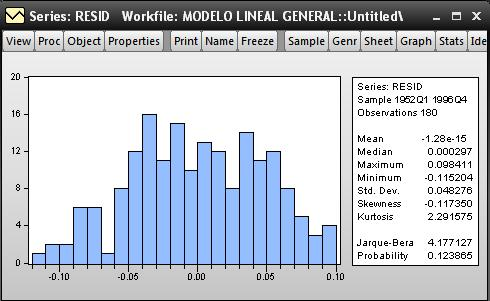 Series: RESID Workfile: MODELO LINEAL GENERAL::Untitled\
View Proc Object Properties Print Name Freeze Sample Genr Sheet Graph Stats Ide
20
16
12
8
4
0
-0.10 -0.05 0.00 0.05 0.10
Series: RESID
Sample 1952Q1 1996Q4
Observations 180
Mean -1.28e-15
Median 0.000297
Maximum 0.098411
Minimum -0.115204
Std. Dev. 0.048276
Skewness -0.117350
Kurtosis 2.291575
Jarque-Bera 4.177127
Probability 0.123865